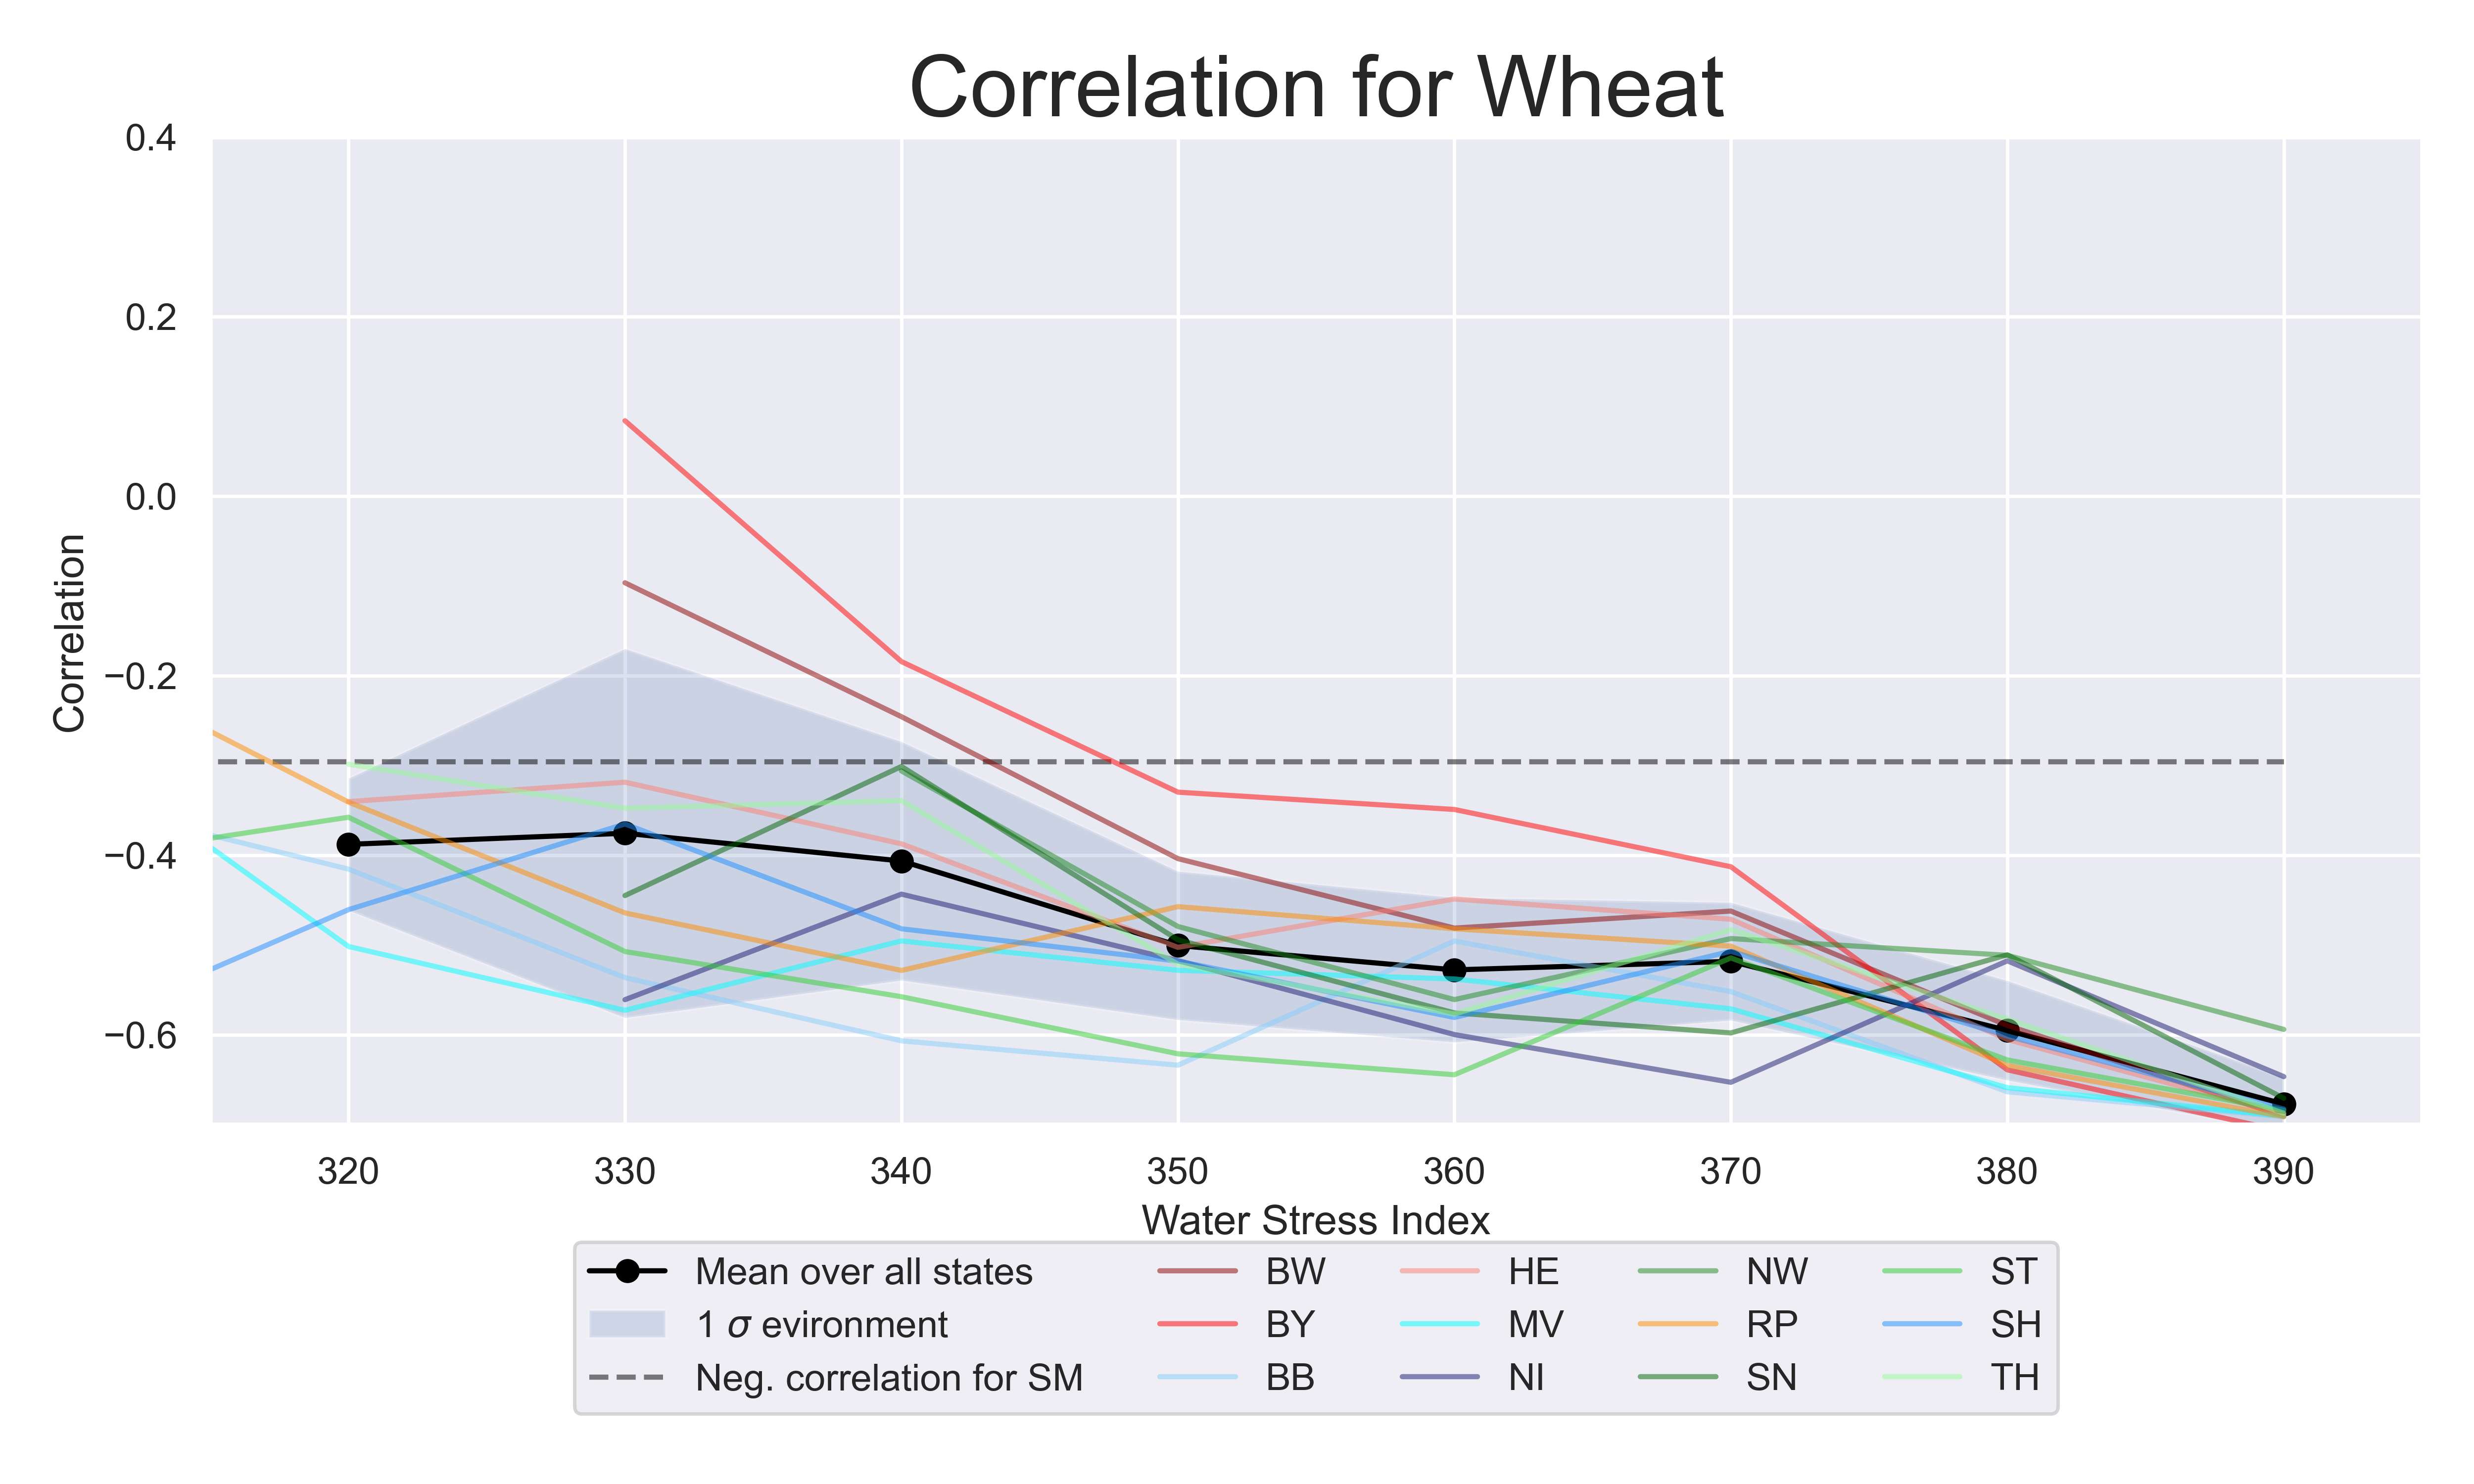 Correlation for Wheat
0.4
0.2
0.0
−0.2
−0.4
−0.6
Correlation
320 330 340 350 360 370 380 390
Water Stress Index
Mean over all states BW HE NW ST
1 σ evironment BY MV RP SH
Neg. correlation for SM BB NI SN TH